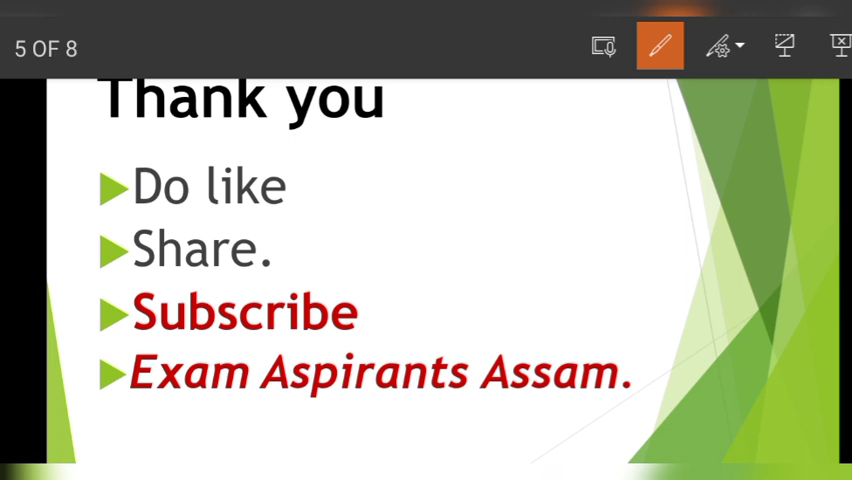 5 OF 8
Thank you
Do like
Share.
Subscribe
Exam Aspirants Assam.